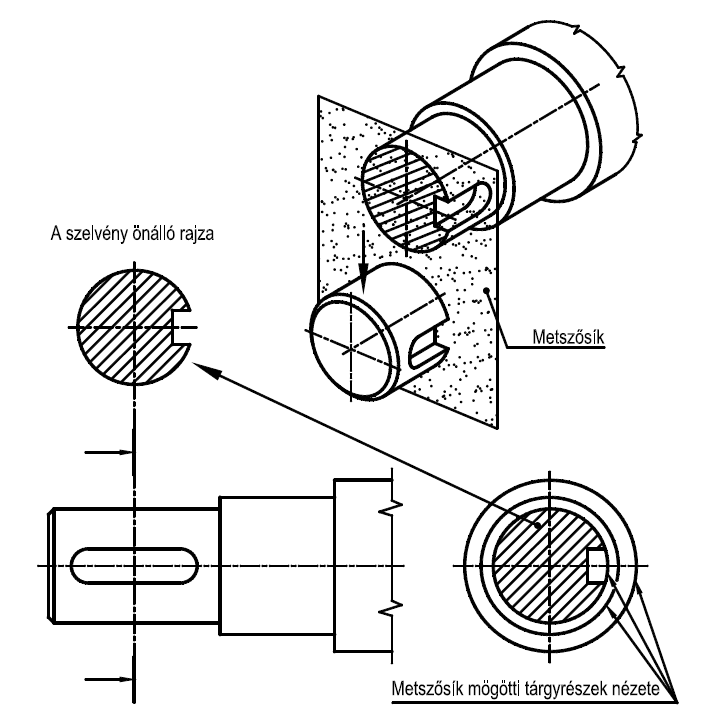 A szelvény önálló rajza
Metszősík
Metszősík mögötti tárgyrészek nézete